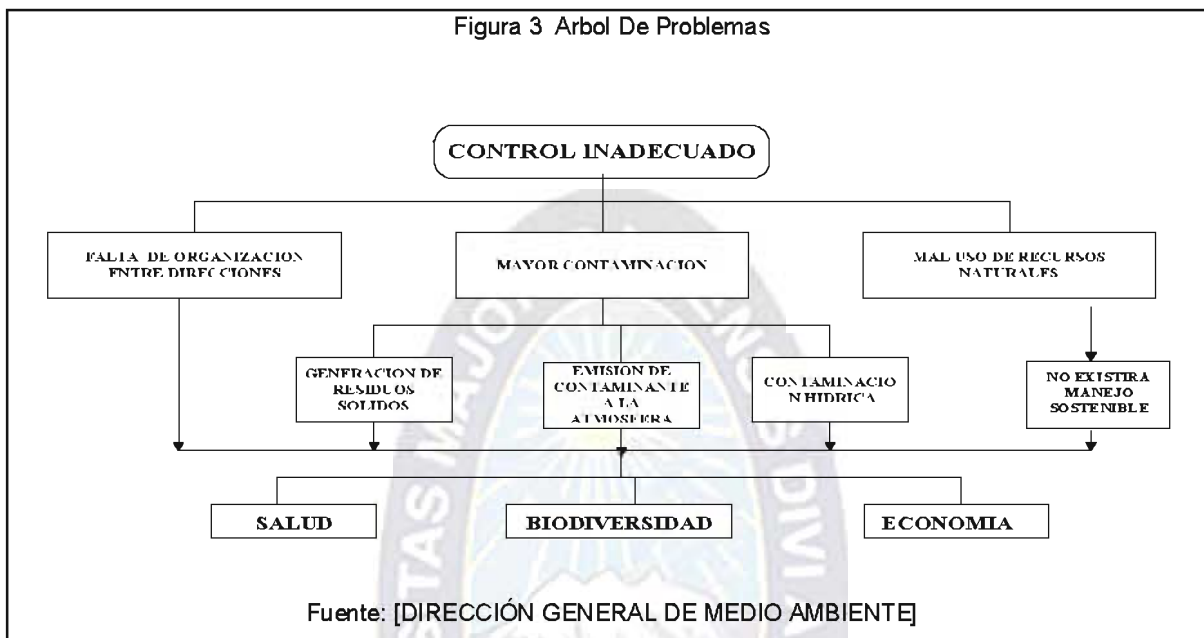 Figura 3 Arbol De Problemas
CONTROL INADECUADO
FALTA DE ORGANIZACION
ENTRE DIRECCIONES
MAYOR CONTAMINACION
MAL USO DE RECURSOS
NATURALES
GENERACION DE
RESIDUOS
SOLIDOS
EMISION DE
CONTAMINANTE
A LA
ATMOSFERA
CONTAMINACIO
N HIDRICA
NO EXISTIRA
MANEJO
SOSTENIBLE
SALUD
BIODIVERSIDAD
ECONOMIA
Fuente: [DIRECCIÓN GENERAL DE MEDIO AMBIENTE]